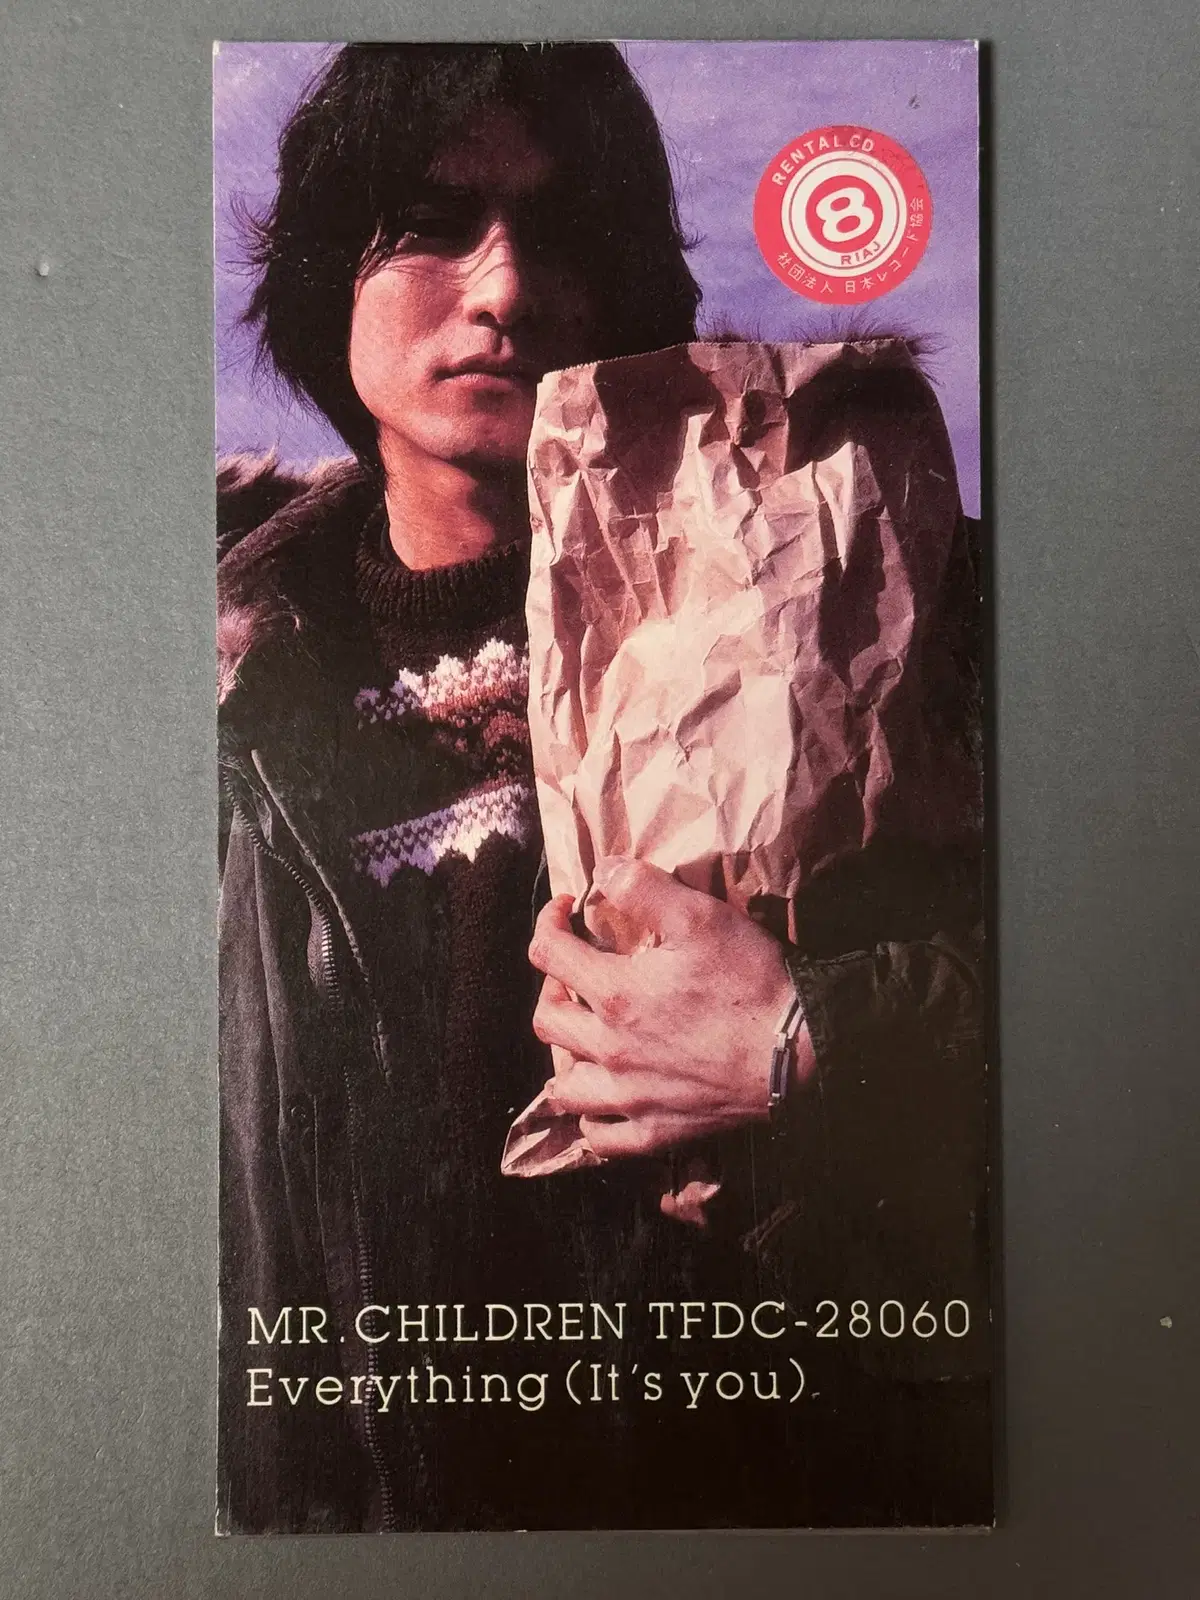 RENTAL CD
8
RIAJ
社団法人 日本レコード協会
MR.CHILDREN TFDC-28060
Everything (It's you)